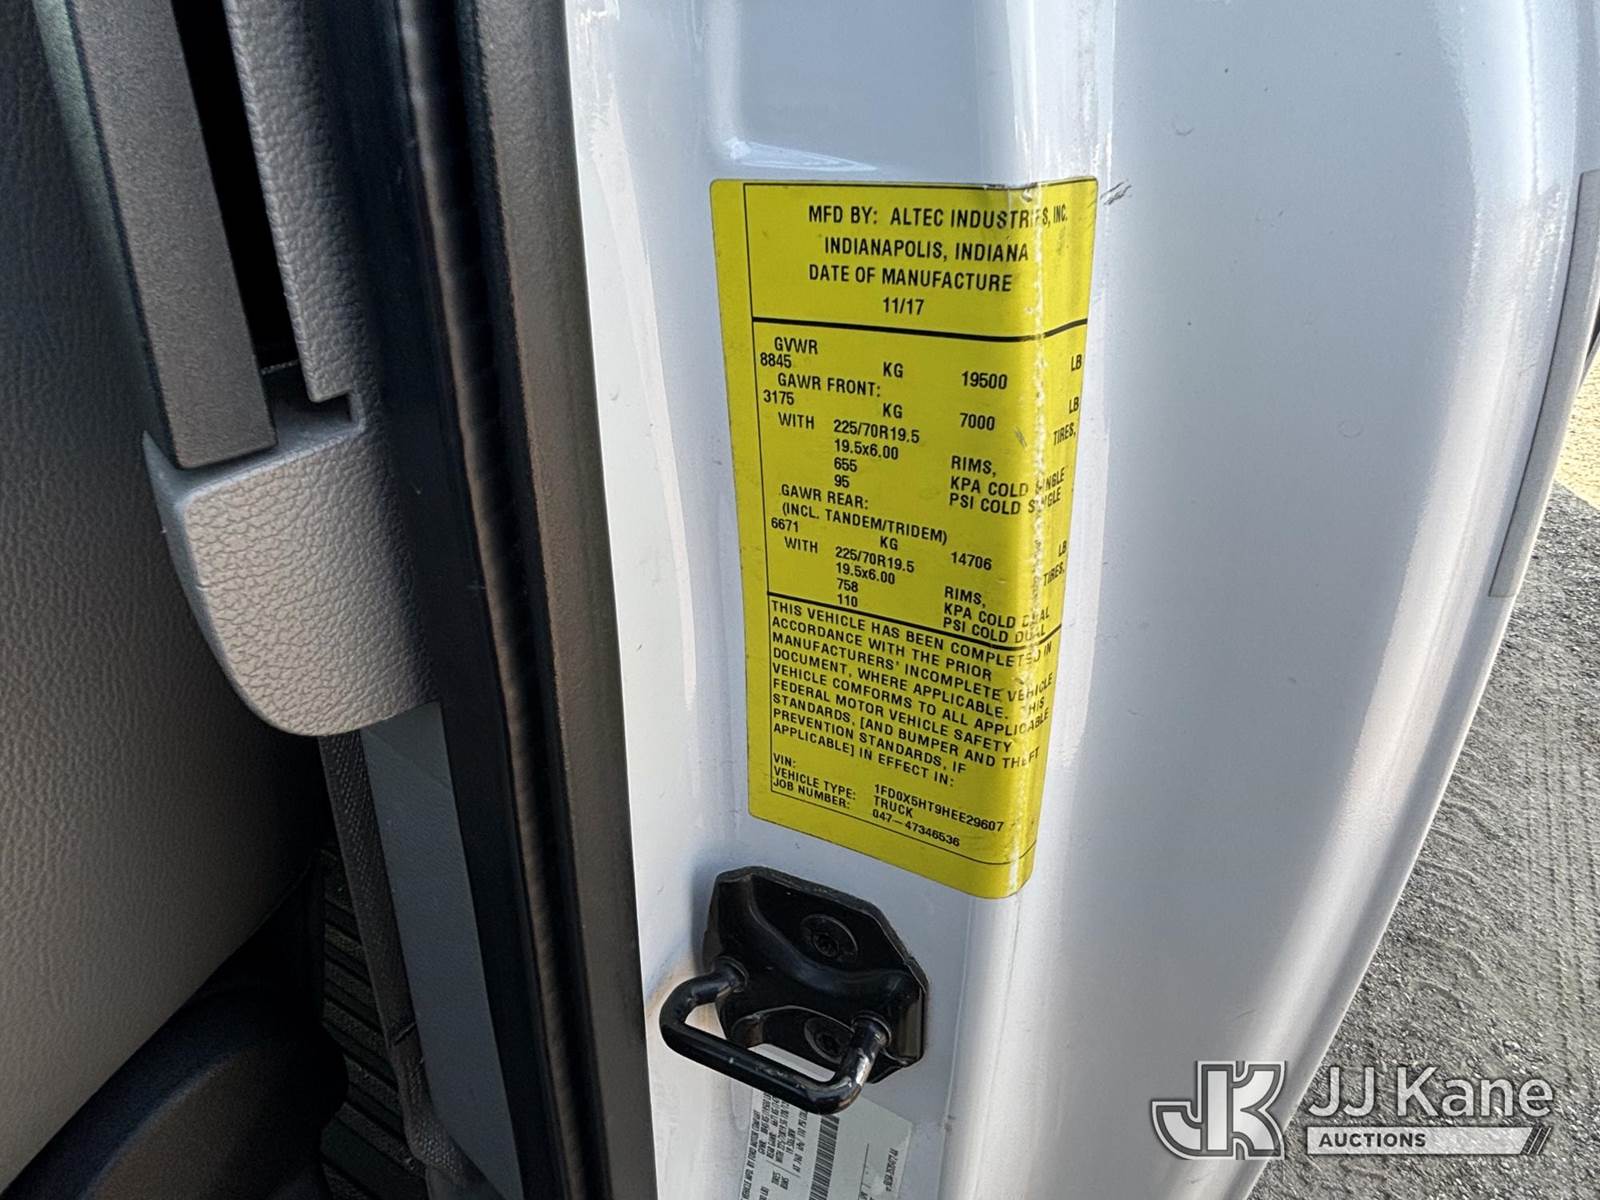 MFD BY: ALTEC INDUSTRIES, INC.
INDIANAPOLIS, INDIANA
DATE OF MANUFACTURE
11/17
GVWR
8845 KG 19500 LB
GAWR FRONT:
3175 KG 7000 LB
WITH 225/70R19.5 TIRES,
19.5x6.00 RIMS,
655 KPA COLD SINGLE
95 PSI COLD SINGLE
GAWR REAR:
(INCL. TANDEM/TRIDEM)
6671 KG 14706 LB
WITH 225/70R19.5 TIRES,
19.5x6.00 RIMS,
758 KPA COLD DUAL
110 PSI COLD DUAL
THIS VEHICLE HAS BEEN COMPLETED IN
ACCORDANCE WITH THE PRIOR
MANUFACTURERS' INCOMPLETE VEHICLE
DOCUMENT, WHERE APPLICABLE. THIS
VEHICLE COMFORMS TO ALL APPLICABLE
FEDERAL MOTOR VEHICLE SAFETY
STANDARDS, [AND BUMPER AND THEFT
PREVENTION STANDARDS, IF
APPLICABLE] IN EFFECT IN:
VIN: 1FD0X5HT9HEE29607
VEHICLE TYPE: TRUCK
JOB NUMBER: 047-47346536
JK
JJ Kane
AUCTIONS